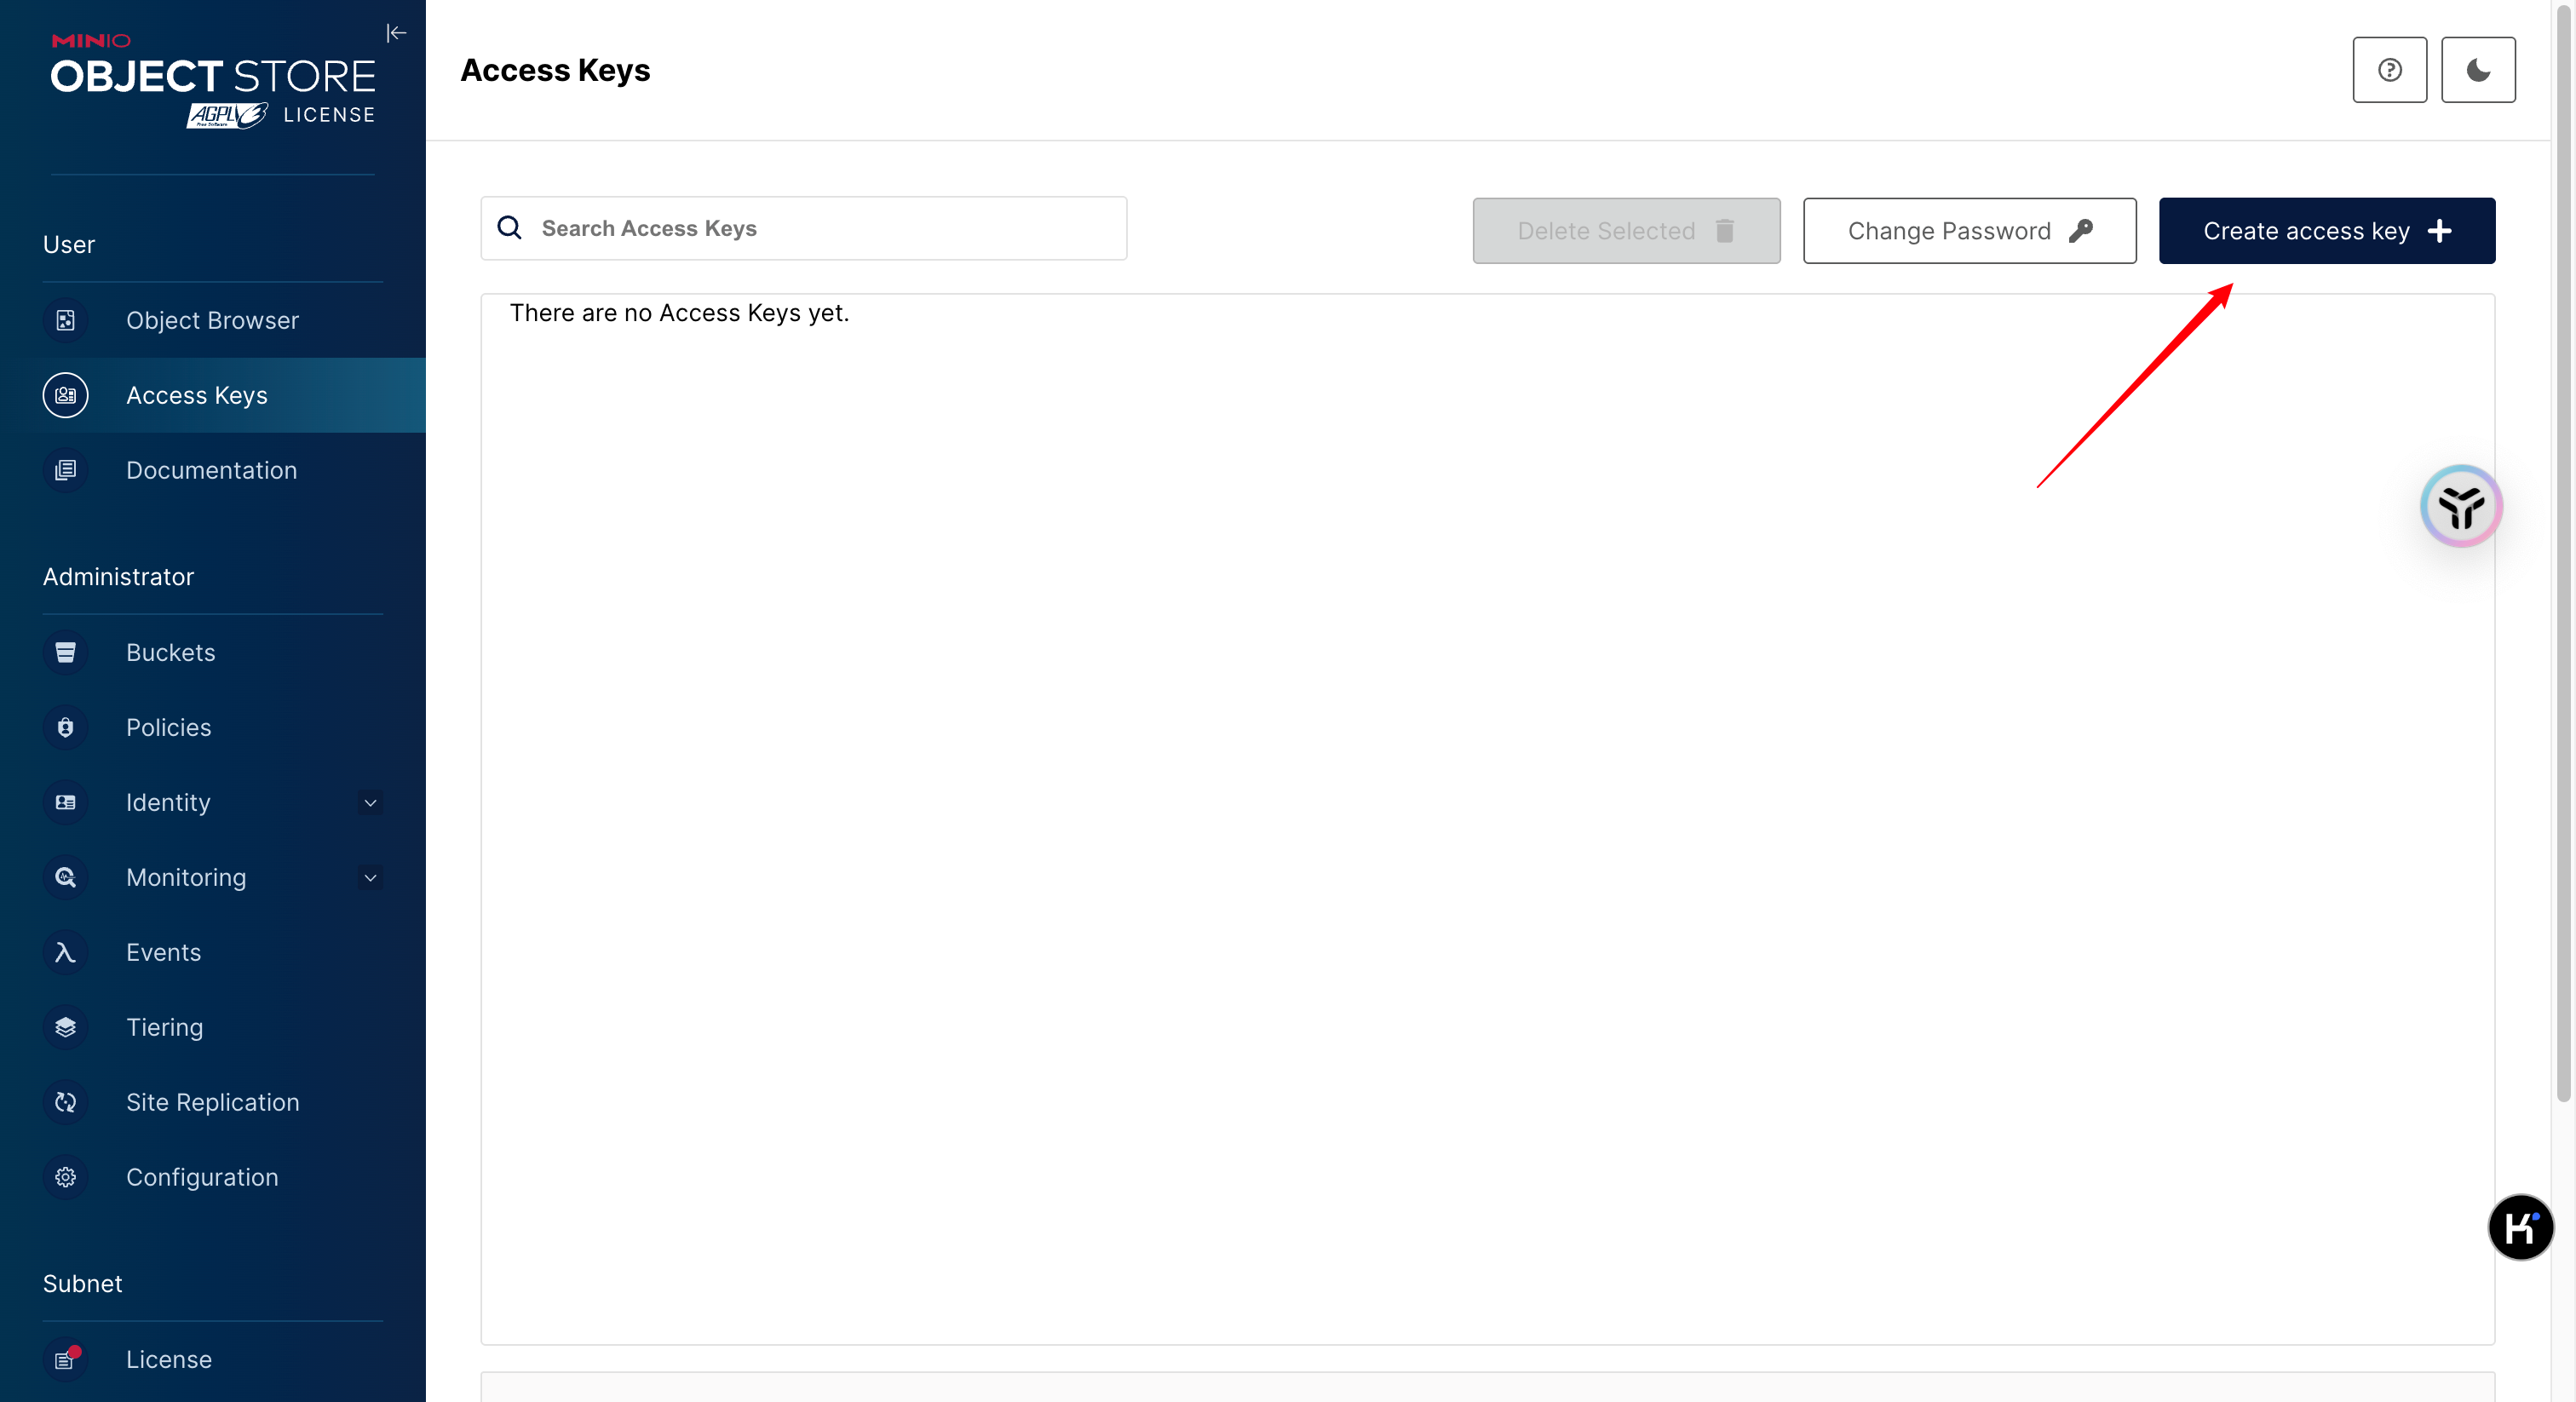 MINIO
OBJECT STORE
AGPL v3 LICENSE
User
Object Browser
Access Keys
Documentation
Administrator
Buckets
Policies
Identity
Monitoring
Events
Tiering
Site Replication
Configuration
Subnet
License
Access Keys
Search Access Keys
Delete Selected
Change Password
Create access key
There are no Access Keys yet.